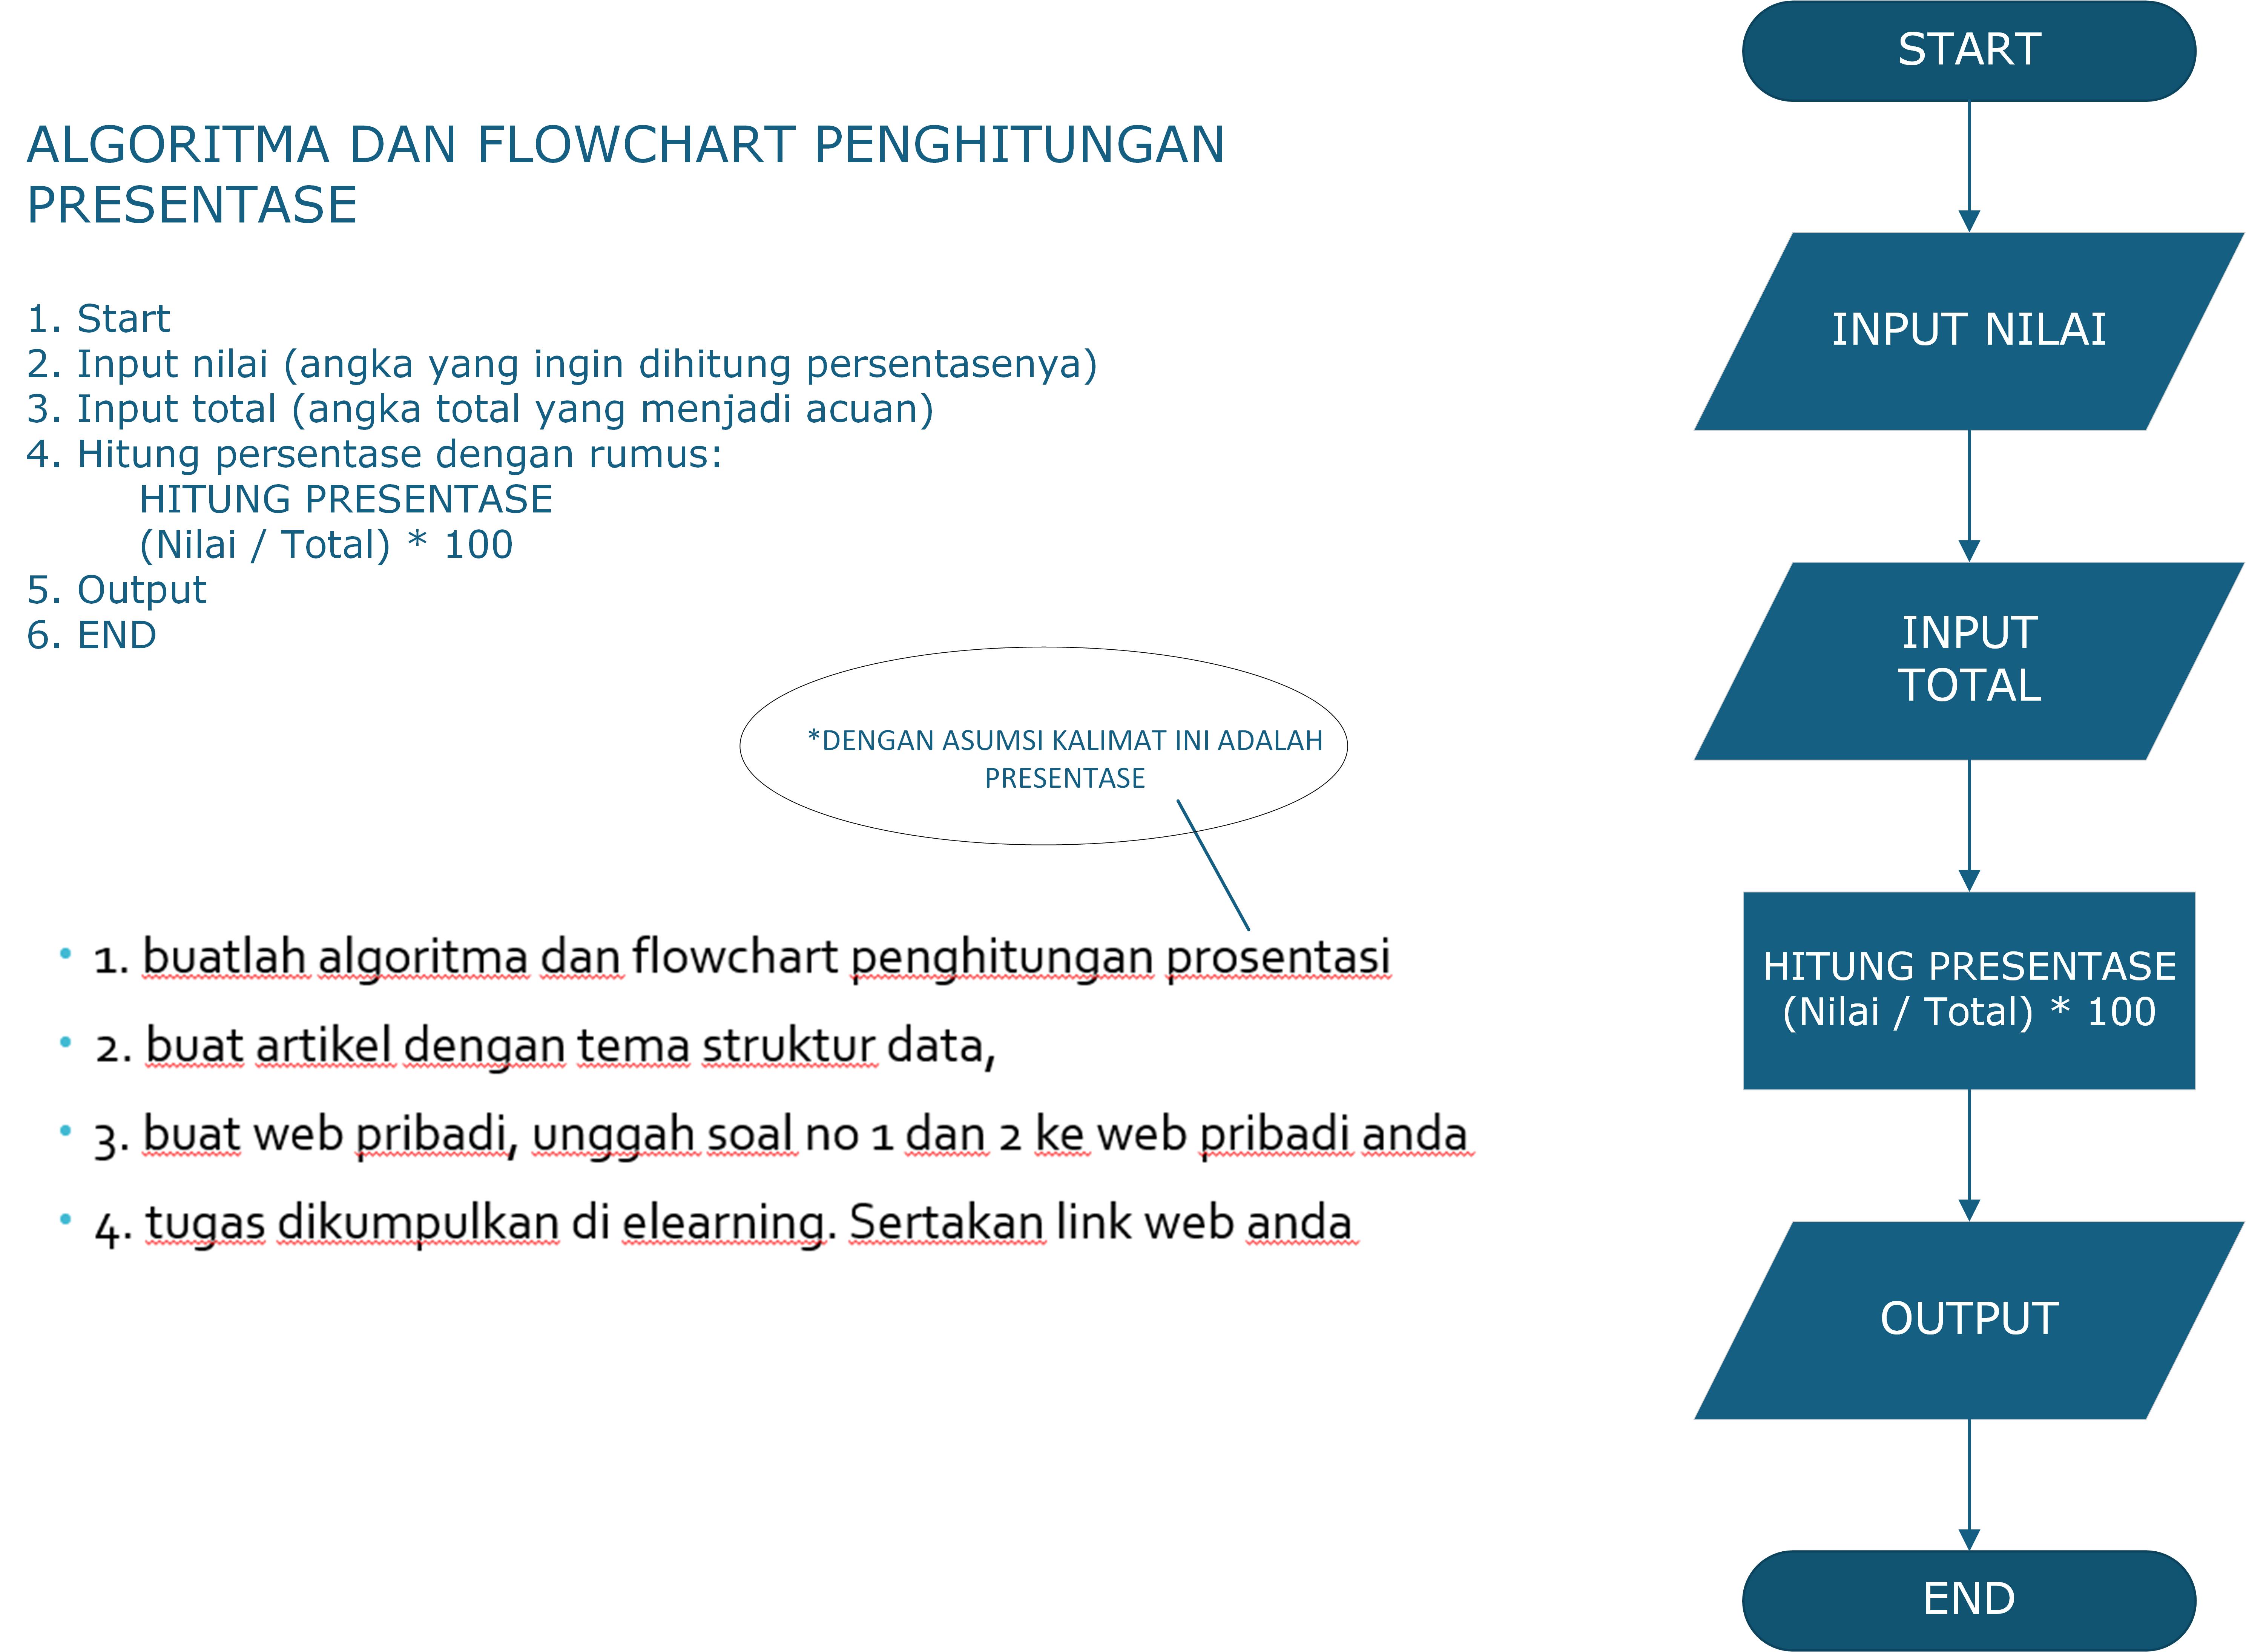 ALGORITMA DAN FLOWCHART PENGHITUNGAN
PRESENTASE
1. Start
2. Input nilai (angka yang ingin dihitung persentasenya)
3. Input total (angka total yang menjadi acuan)
4. Hitung persentase dengan rumus:
HITUNG PRESENTASE
(Nilai / Total) * 100
5. Output
6. END
*DENGAN ASUMSI KALIMAT INI ADALAH
PRESENTASE
• 1. buatlah algoritma dan flowchart penghitungan prosentasi
• 2. buat artikel dengan tema struktur data,
• 3. buat web pribadi, unggah soal no 1 dan 2 ke web pribadi anda
• 4. tugas dikumpulkan di elearning. Sertakan link web anda
START
INPUT NILAI
INPUT
TOTAL
HITUNG PRESENTASE
(Nilai / Total) * 100
OUTPUT
END